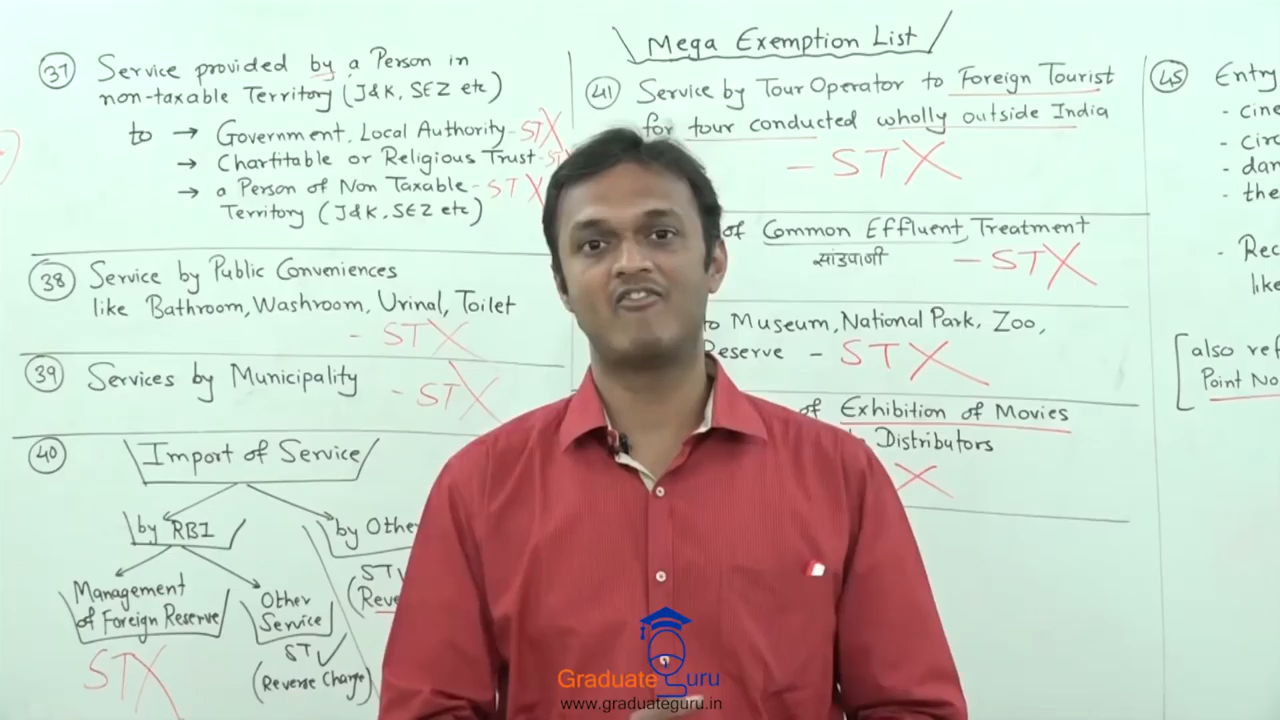 Mega Exemption List
37 Service provided by a Person in
non-taxable Territory (J&K, SEZ etc)
to → Government, Local Authority - STX
→ Chartitable or Religious Trust - STX
→ a Person of Non Taxable - STX
Territory (J&K, SEZ etc)
38 Service by Public Conveniences
like Bathroom, Washroom, Urinal, Toilet
- STX
39 Services by Municipality - STX
40 Import of Service
by RBI
by Othe
Management
of Foreign Reserve
STX
Other
Service
ST✓
(Reverse Charge)
ST
(Reve
41 Service by Tour Operator to Foreign Tourist
for tour conducted wholly outside India
- STX
of Common Effluent Treatment
सांडपाणी - STX
to Museum, National Park, Zoo,
Reserve - STX
of Exhibition of Movies
Distributors
X
45 Entry
- cine
- circ
- dan
- the
- Rec
like
[also ref
Point No
GraduateGuru
www.graduateguru.in